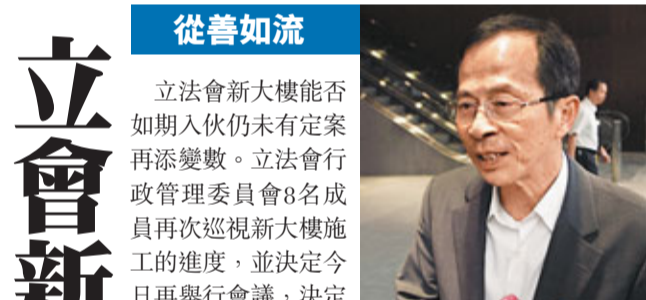 立會新
從善如流
立法會新大樓能否
如期入伙仍未有定案
再添變數。立法會行
政管理委員會8名成
員再次巡視新大樓施
工的進度，並決定今
日再舉行會議，決定